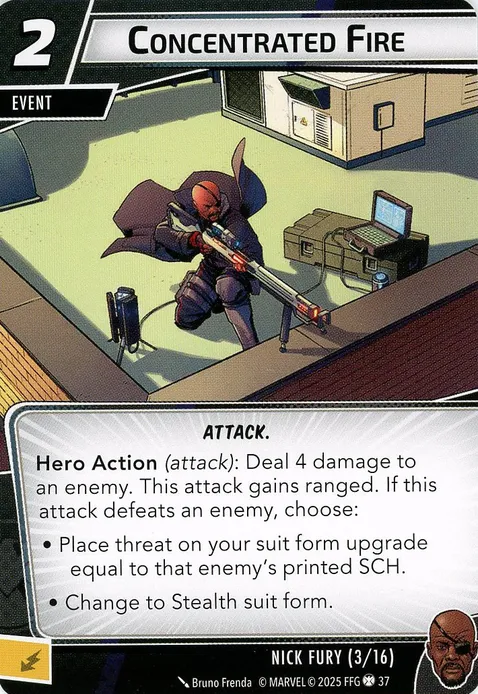 2
CONCENTRATED FIRE
EVENT
ATTACK.
Hero Action (attack): Deal 4 damage to
an enemy. This attack gains ranged. If this
attack defeats an enemy, choose:
• Place threat on your suit form upgrade
equal to that enemy's printed SCH.
• Change to Stealth suit form.
NICK FURY (3/16)
Bruno Frenda © MARVEL © 2025 FFG 37